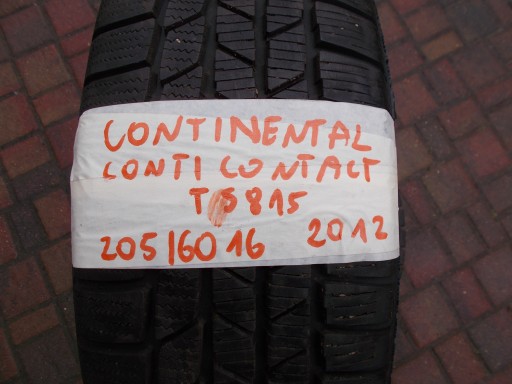 CONTINENTAL
CONTI CONTACT
TS815
205/60 16 2012